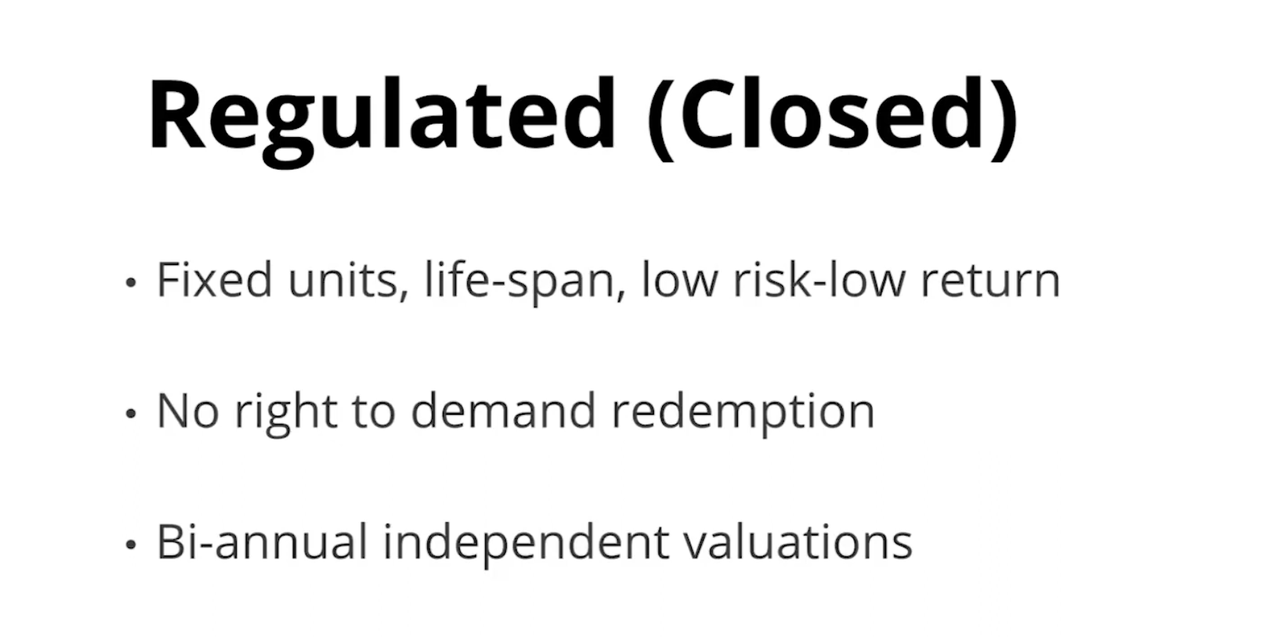 Regulated (Closed)
• Fixed units, life-span, low risk-low return
• No right to demand redemption
• Bi-annual independent valuations